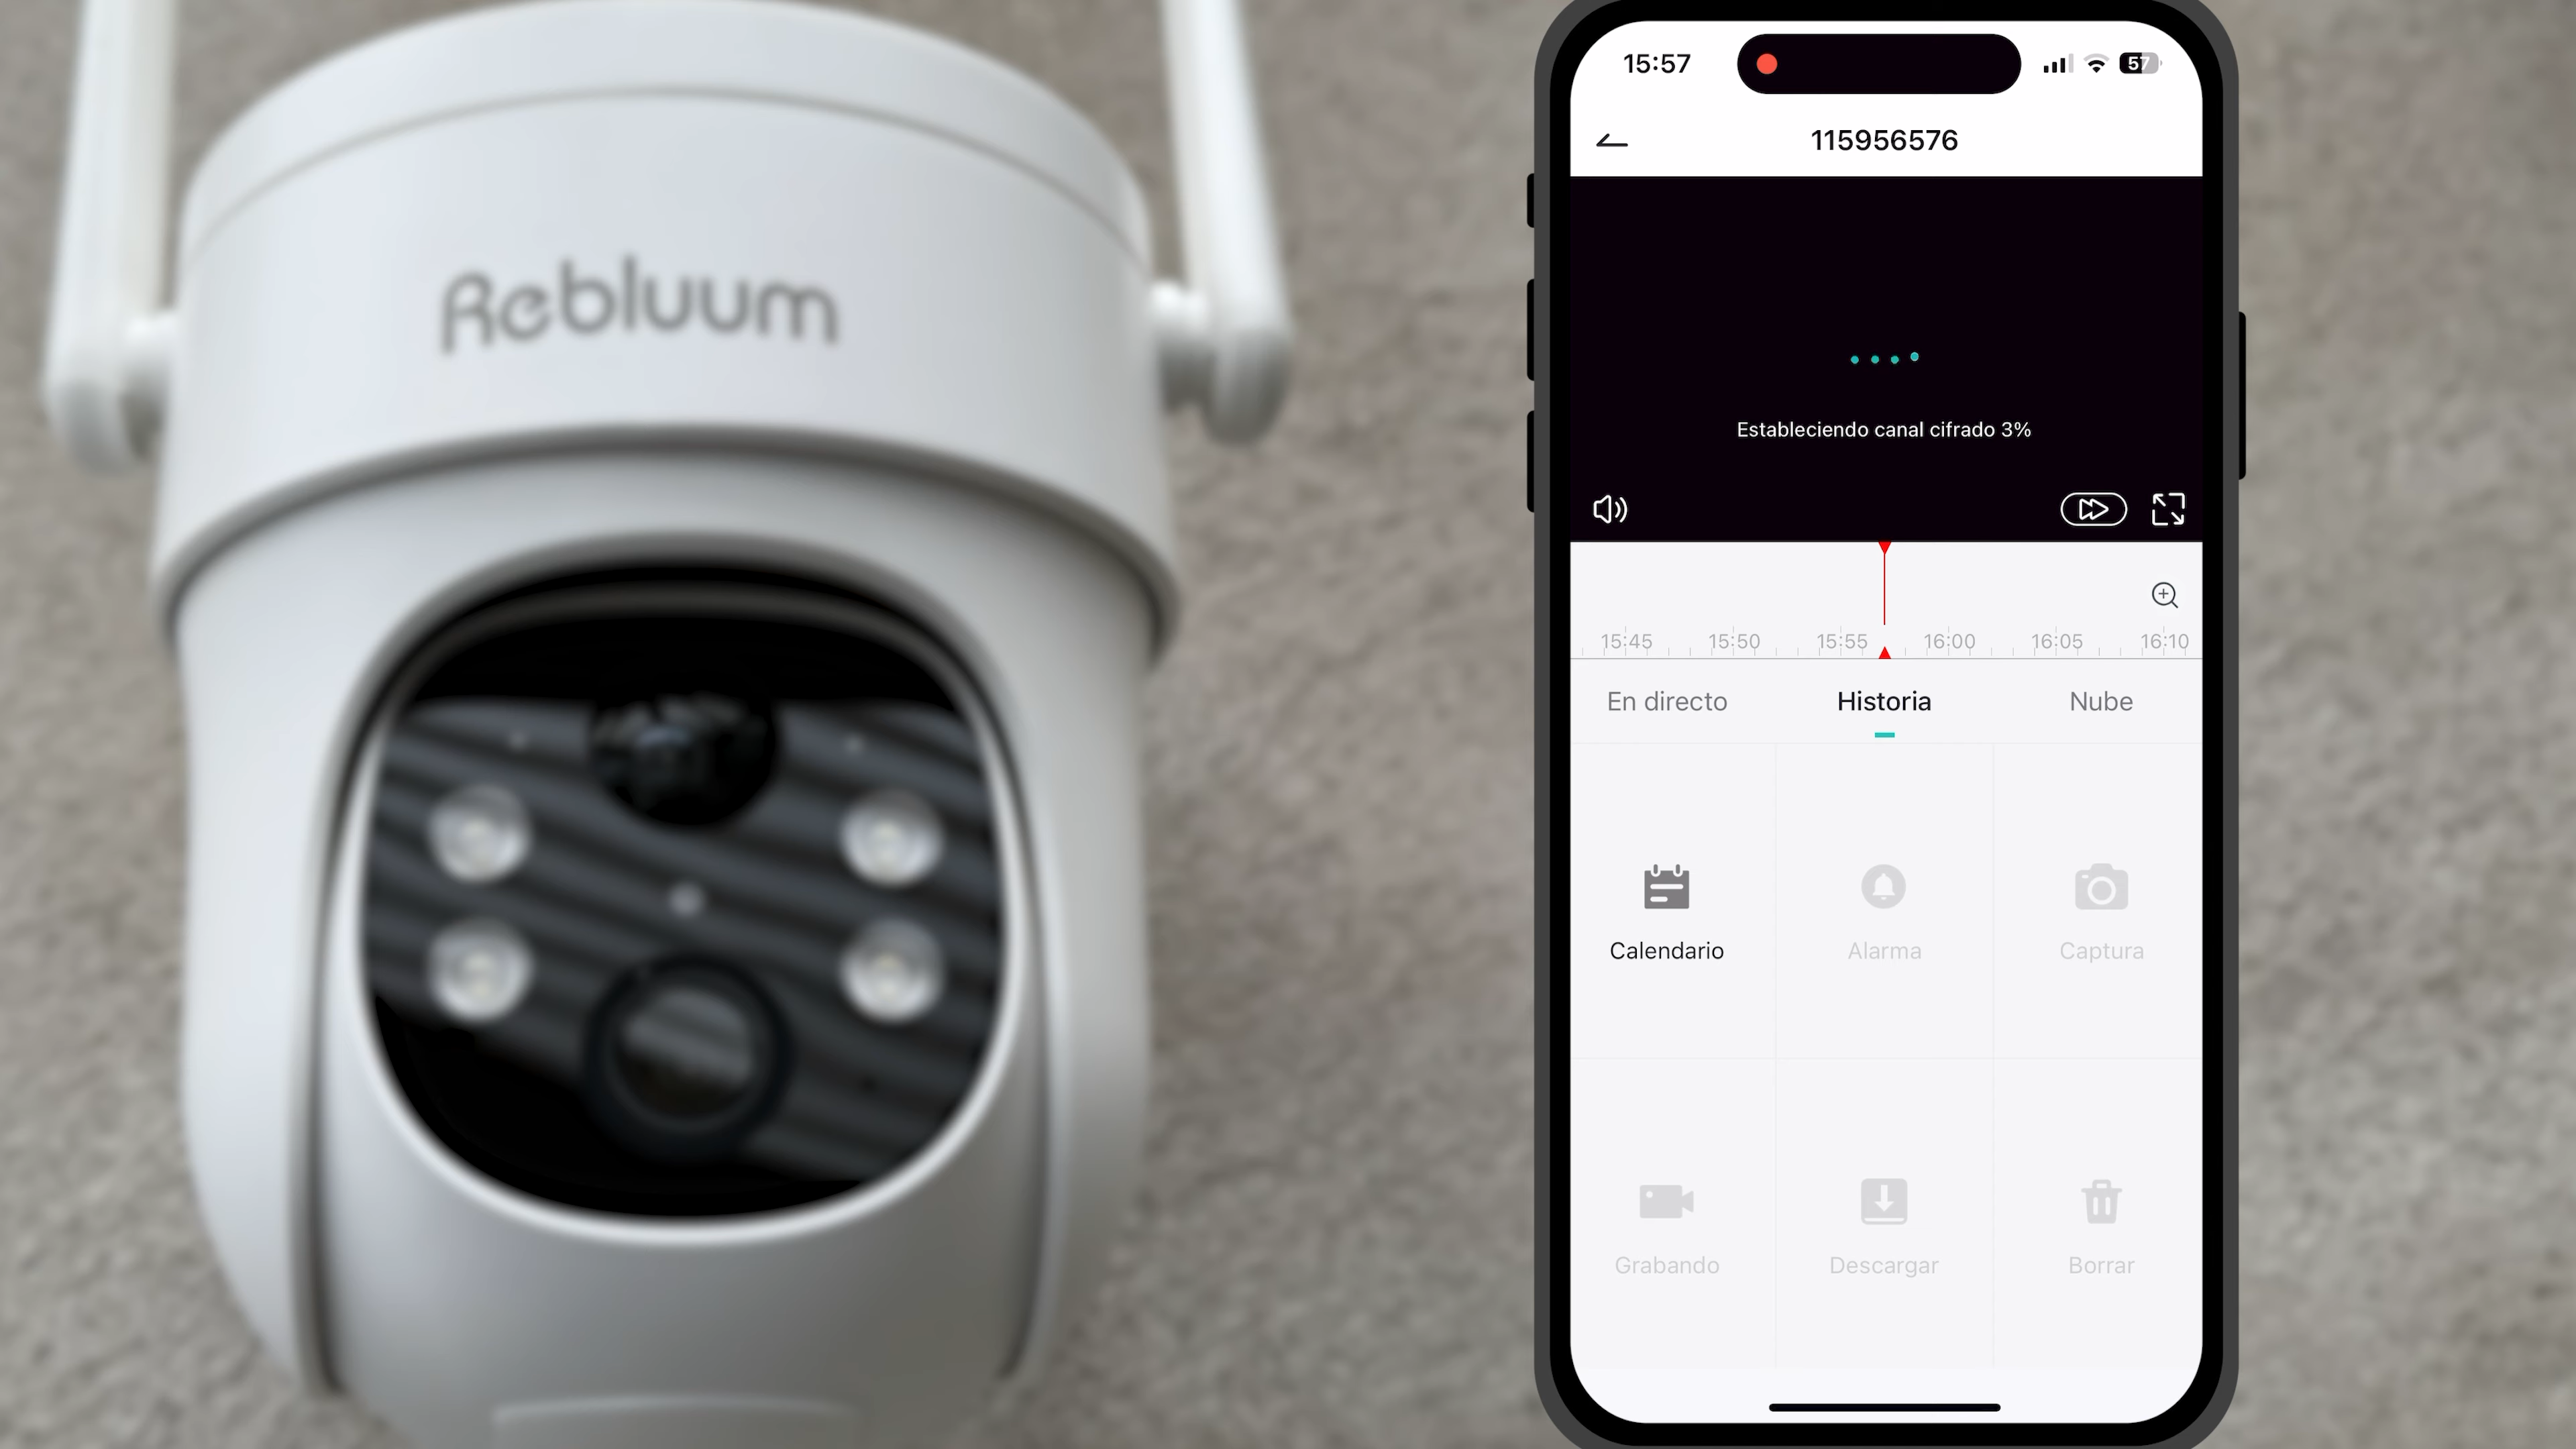 Rebluum
15:57
57
115956576
Estableciendo canal cifrado 3%
15:45 15:50 15:55 16:00 16:05 16:10
En directo Historia Nube
Calendario Alarma Captura
Grabando Descargar Borrar